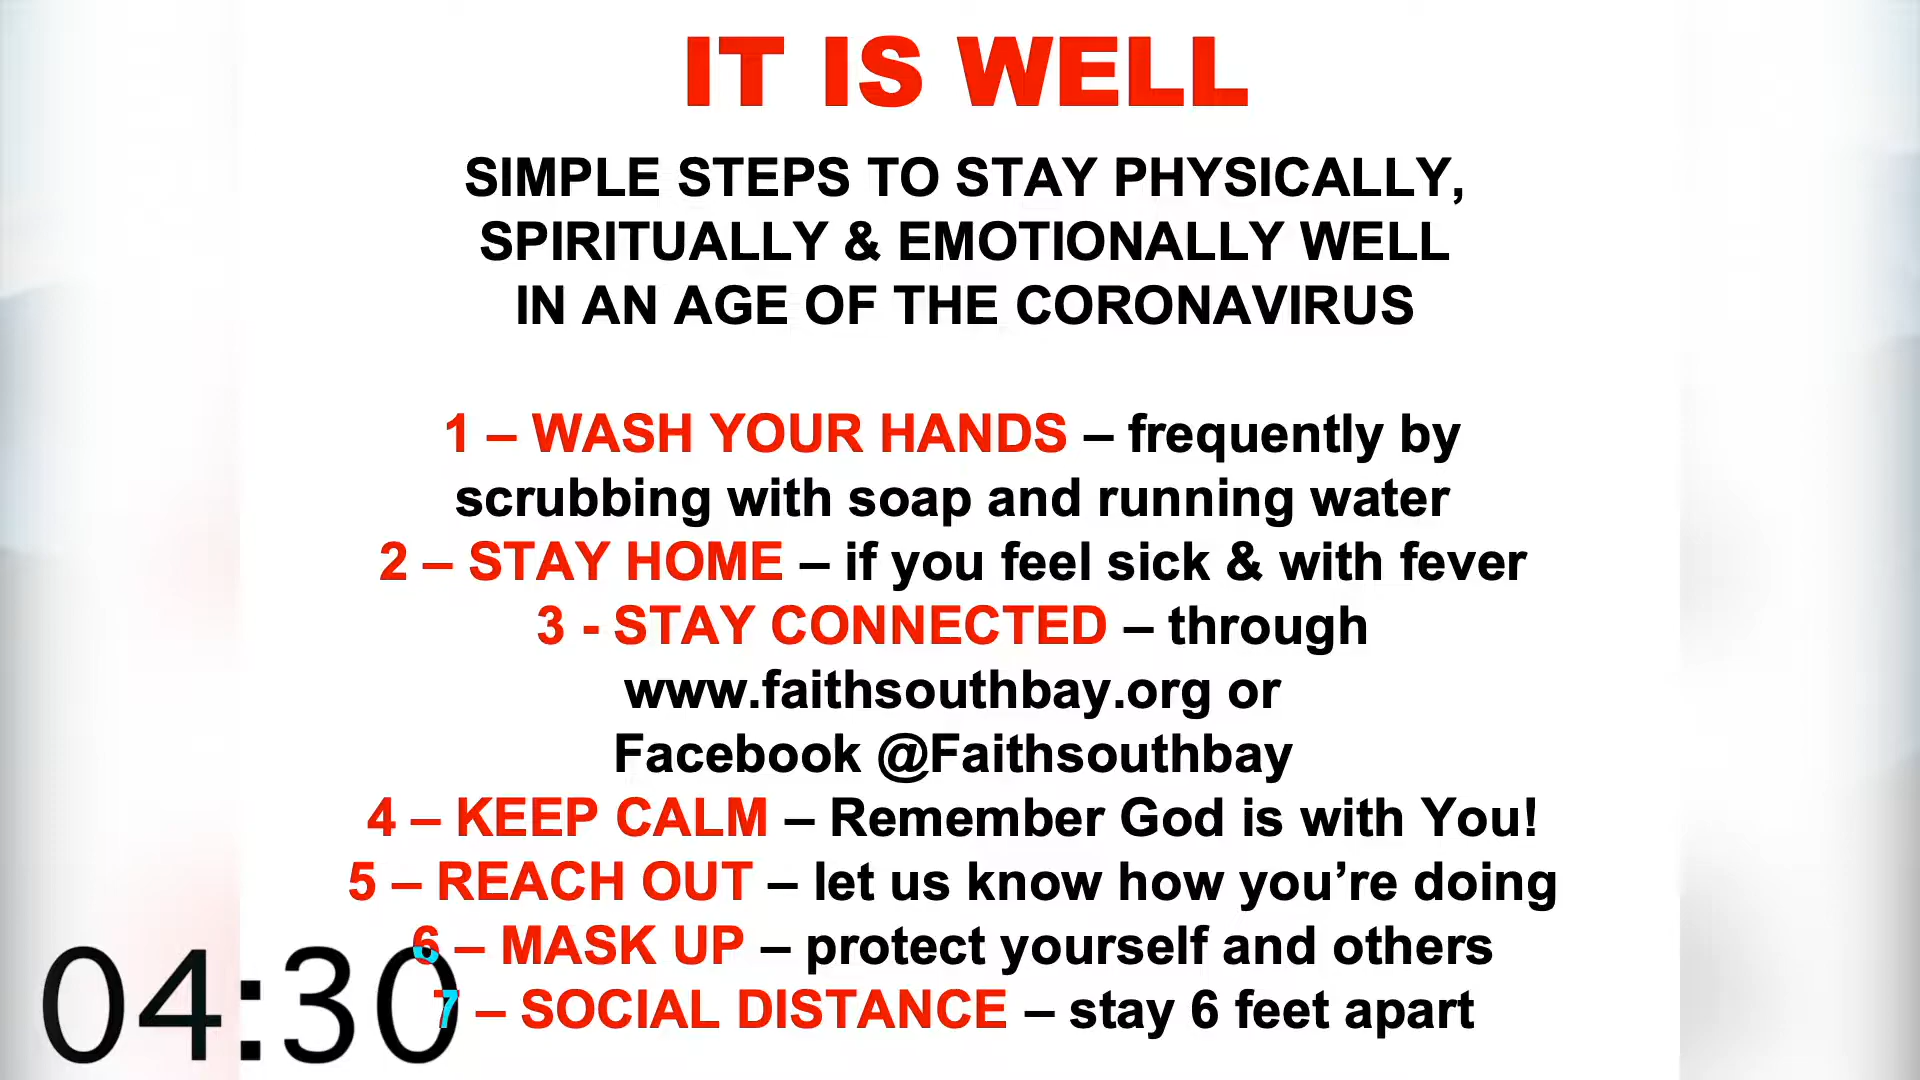 IT IS WELL
SIMPLE STEPS TO STAY PHYSICALLY,
SPIRITUALLY & EMOTIONALLY WELL
IN AN AGE OF THE CORONAVIRUS
1 – WASH YOUR HANDS – frequently by
scrubbing with soap and running water
2 – STAY HOME – if you feel sick & with fever
3 - STAY CONNECTED – through
www.faithsouthbay.org or
Facebook @Faithsouthbay
4 – KEEP CALM – Remember God is with You!
5 – REACH OUT – let us know how you’re doing
6 – MASK UP – protect yourself and others
7 – SOCIAL DISTANCE – stay 6 feet apart
04:30